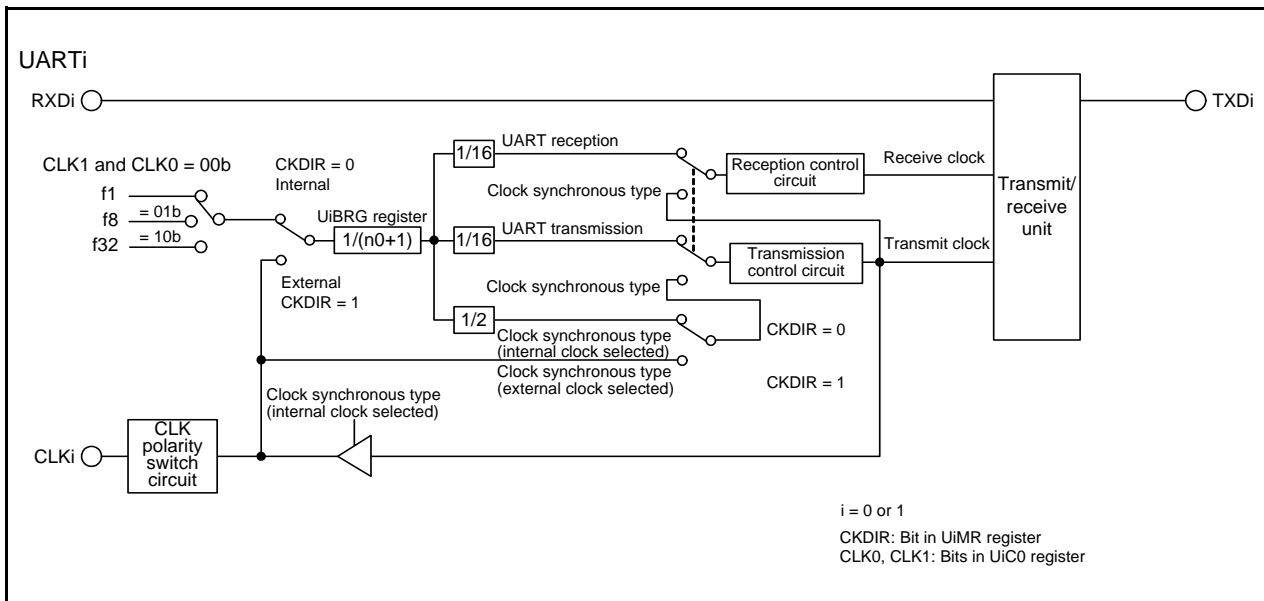 UARTi
RXDi
TXDi
CLK1 and CLK0 = 00b
f1
f8
= 01b
f32
= 10b
CKDIR = 0
Internal
External
CKDIR = 1
UiBRG register
1/(n0+1)
1/16
UART reception
Clock synchronous type
1/16
UART transmission
Clock synchronous type
1/2
Clock synchronous type
(internal clock selected)
Clock synchronous type
(external clock selected)
CKDIR = 0
CKDIR = 1
Reception control
circuit
Receive clock
Transmission
control circuit
Transmit clock
Transmit/
receive
unit
Clock synchronous type
(internal clock selected)
CLKi
CLK
polarity
switch
circuit
i = 0 or 1
CKDIR: Bit in UiMR register
CLK0, CLK1: Bits in UiC0 register